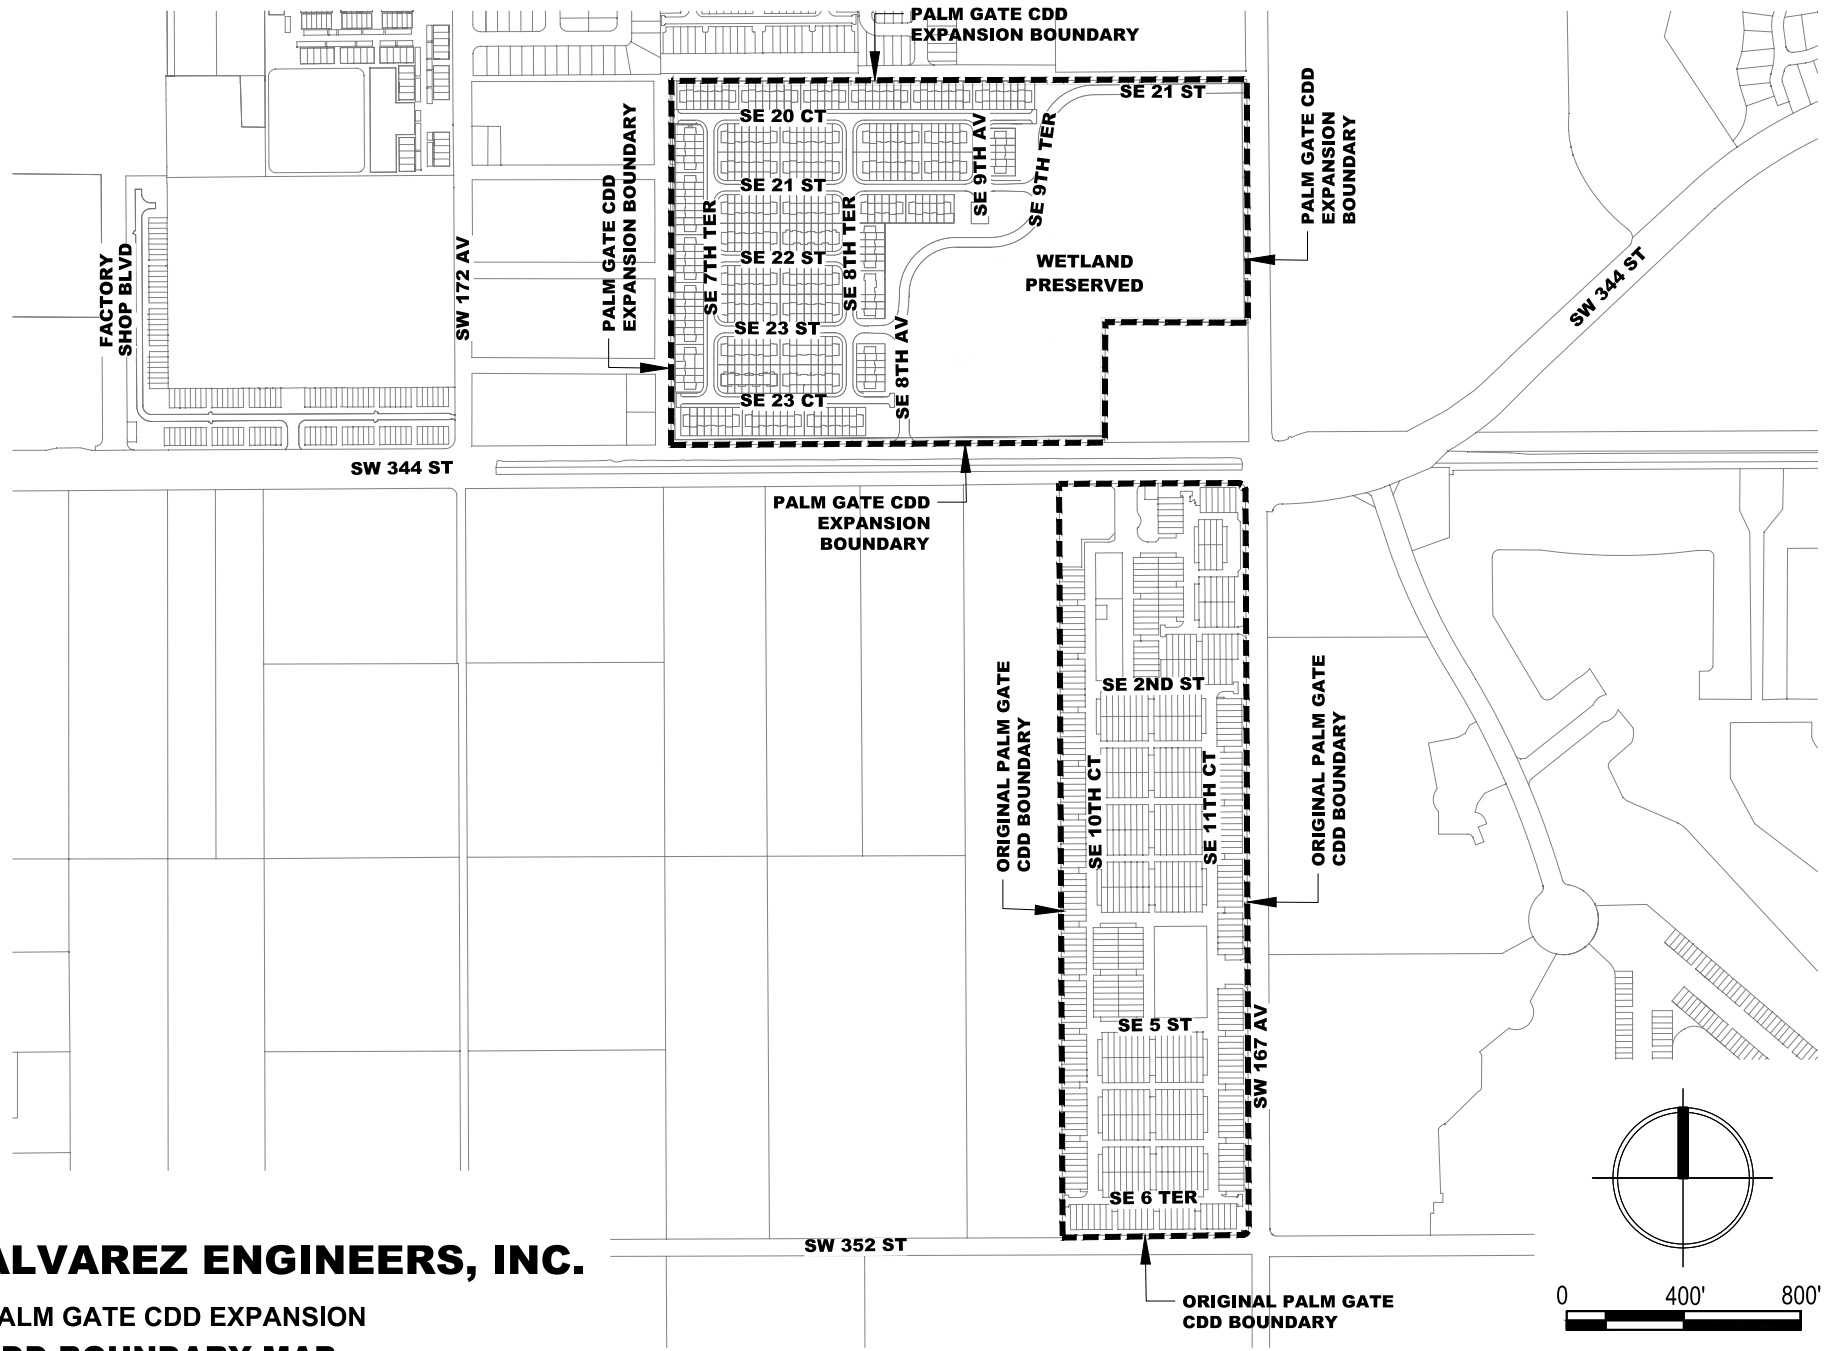 PALM GATE CDD
EXPANSION BOUNDARY
SE 21 ST
SE 20 CT
SE 9TH AV
SE 9TH TER
PALM GATE CDD
EXPANSION
BOUNDARY
PALM GATE CDD
EXPANSION BOUNDARY
SE 21 ST
SE 7TH TER
SE 8TH TER
SE 22 ST
WETLAND
PRESERVED
FACTORY
SHOP BLVD
SW 172 AV
SE 23 ST
SE 8TH AV
SE 23 CT
SW 344 ST
SW 344 ST
PALM GATE CDD
EXPANSION
BOUNDARY
SE 2ND ST
ORIGINAL PALM GATE
CDD BOUNDARY
SE 10TH CT
SE 11TH CT
ORIGINAL PALM GATE
CDD BOUNDARY
SE 5 ST
SW 167 AV
SE 6 TER
SW 352 ST
ORIGINAL PALM GATE
CDD BOUNDARY
0 400' 800'
ALVAREZ ENGINEERS, INC.
ALM GATE CDD EXPANSION
DD BOUNDARY MAP